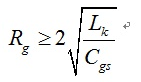 R_g ≥ 2√(L_k / C_gs) ↵